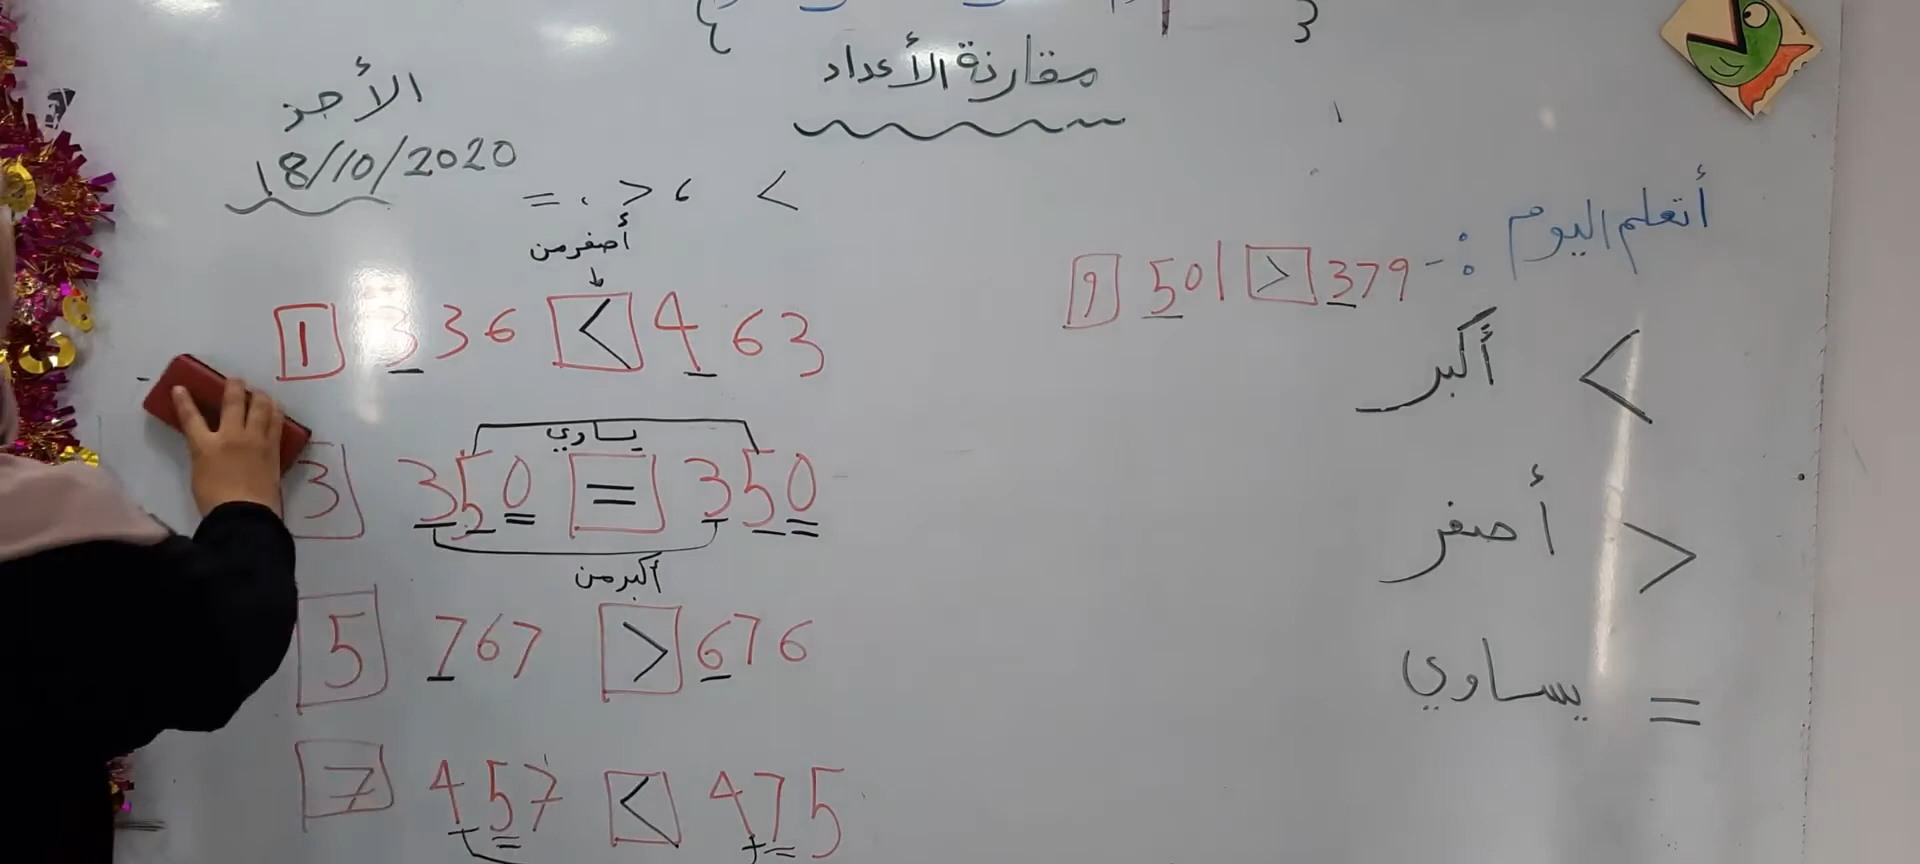 مقارنة الأعداد
الأحد
18/10/2020
= ، > ، <
أتعلم اليوم :-
أصغر من
1 336 < 463
9 501 > 379
أكبر <
يساوي
3 350 = 350
أصغر >
أكبر من
5 767 > 676
يساوي =
7 457 < 475